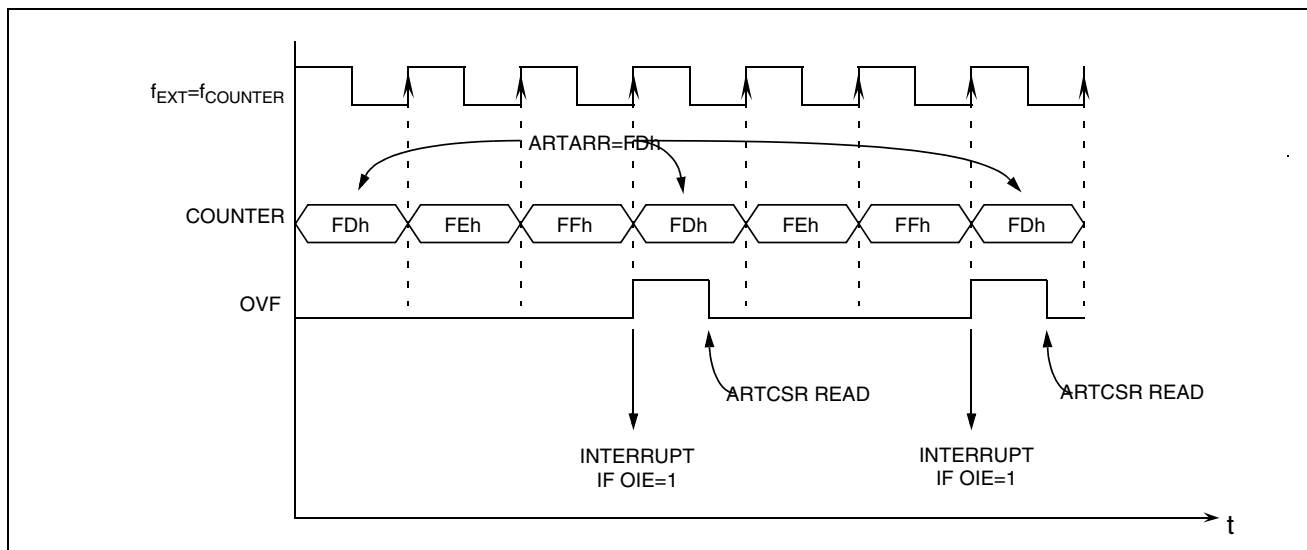 fEXT=fCOUNTER
ARTARR=FDh
COUNTER
FDh
FEh
FFh
FDh
FEh
FFh
FDh
OVF
ARTCSR READ
ARTCSR READ
INTERRUPT
IF OIE=1
INTERRUPT
IF OIE=1
t